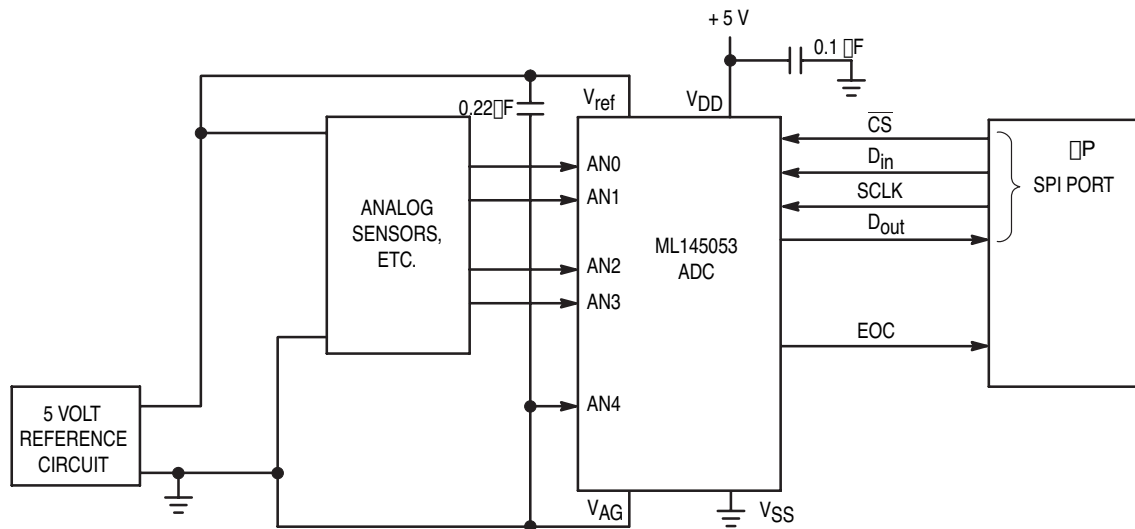 + 5 V
0.1 ▯F
Vref
VDD
0.22▯F
CS
Din
SCLK
Dout
EOC
▯P
SPI PORT
AN0
AN1
AN2
AN3
AN4
ANALOG
SENSORS,
ETC.
ML145053
ADC
5 VOLT
REFERENCE
CIRCUIT
VAG
VSS